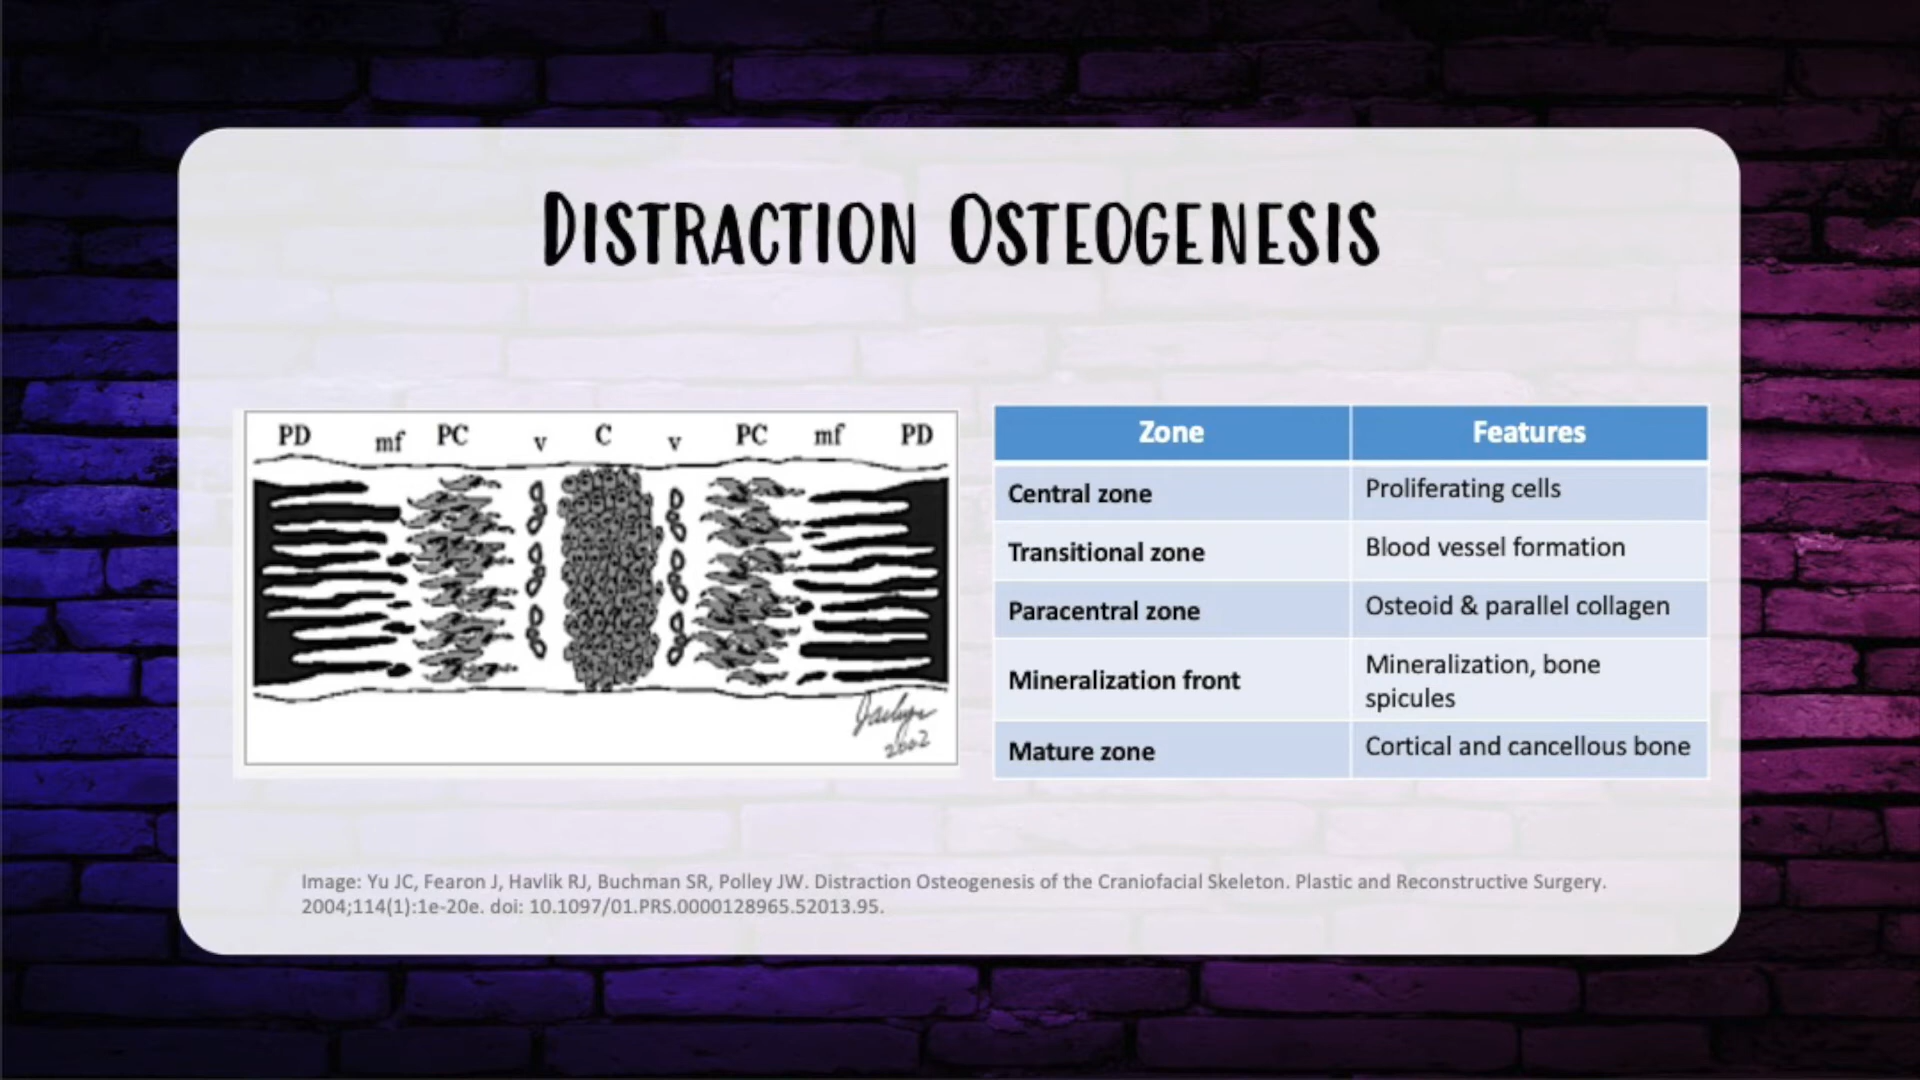 DISTRACTION OSTEOGENESIS
PD mf PC v C v PC mf PD
2002
Zone Features
Central zone Proliferating cells
Transitional zone Blood vessel formation
Paracentral zone Osteoid & parallel collagen
Mineralization front Mineralization, bone
spicules
Mature zone Cortical and cancellous bone
Image: Yu JC, Fearon J, Havlik RJ, Buchman SR, Polley JW. Distraction Osteogenesis of the Craniofacial Skeleton. Plastic and Reconstructive Surgery.
2004;114(1):1e-20e. doi: 10.1097/01.PRS.0000128965.52013.95.